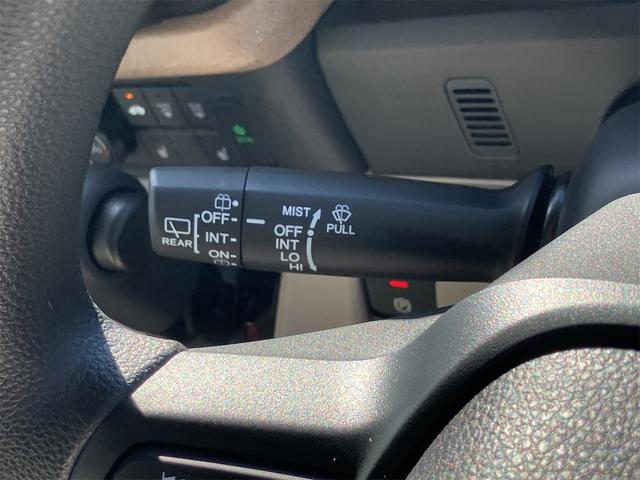 OFF
INT
REAR
ON
MIST
OFF
INT
LO
HI
PULL